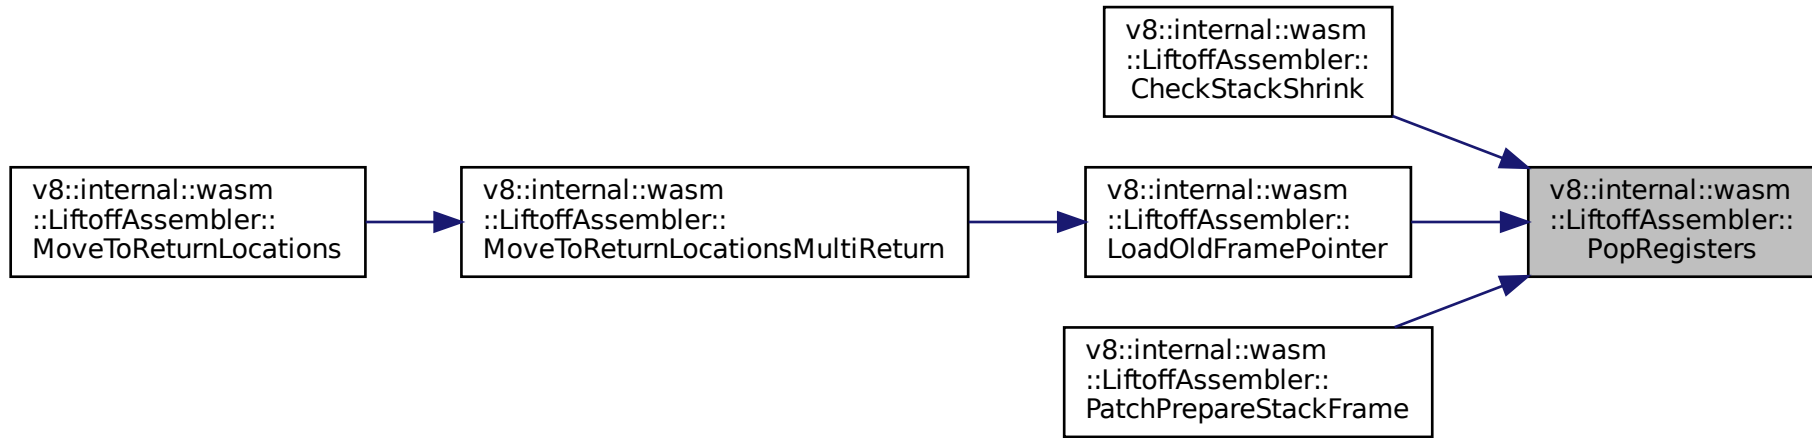 v8::internal::wasm
::LiftoffAssembler::
CheckStackShrink
v8::internal::wasm
::LiftoffAssembler::
MoveToReturnLocations
v8::internal::wasm
::LiftoffAssembler::
MoveToReturnLocationsMultiReturn
v8::internal::wasm
::LiftoffAssembler::
LoadOldFramePointer
v8::internal::wasm
::LiftoffAssembler::
PopRegisters
v8::internal::wasm
::LiftoffAssembler::
PatchPrepareStackFrame